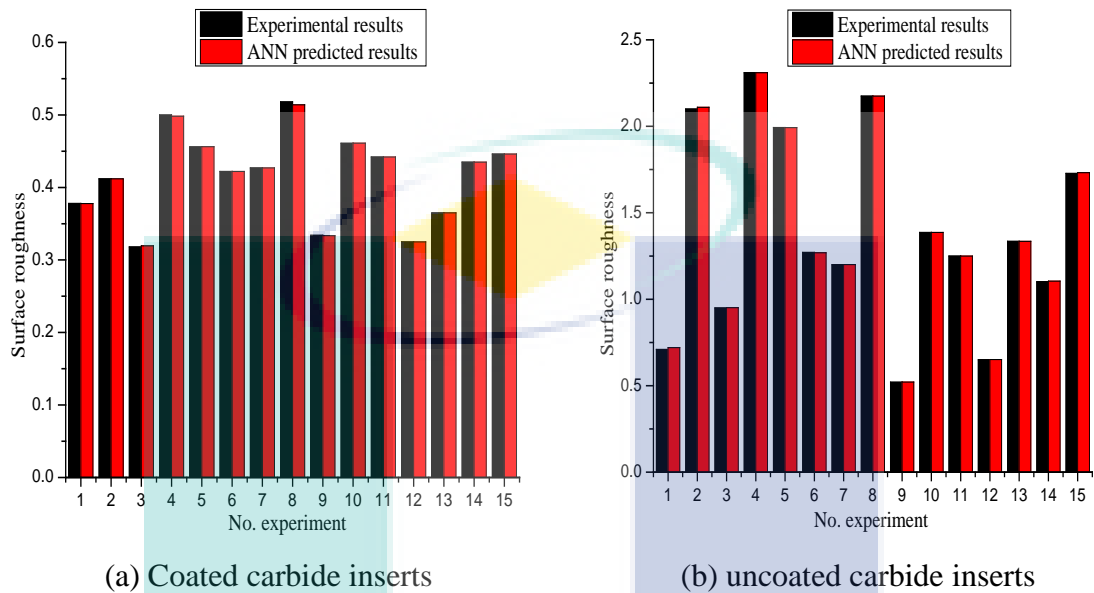 Experimental results
ANN predicted results
0.6
0.5
0.4
0.3
0.2
0.1
0.0
Surface roughness
1 2 3 4 5 6 7 8 9 10 11 12 13 14 15
No. experiment
(a) Coated carbide inserts
Experimental results
ANN predicted results
2.5
2.0
1.5
1.0
0.5
0.0
Surface roughness
1 2 3 4 5 6 7 8 9 10 11 12 13 14 15
No. experiment
(b) uncoated carbide inserts